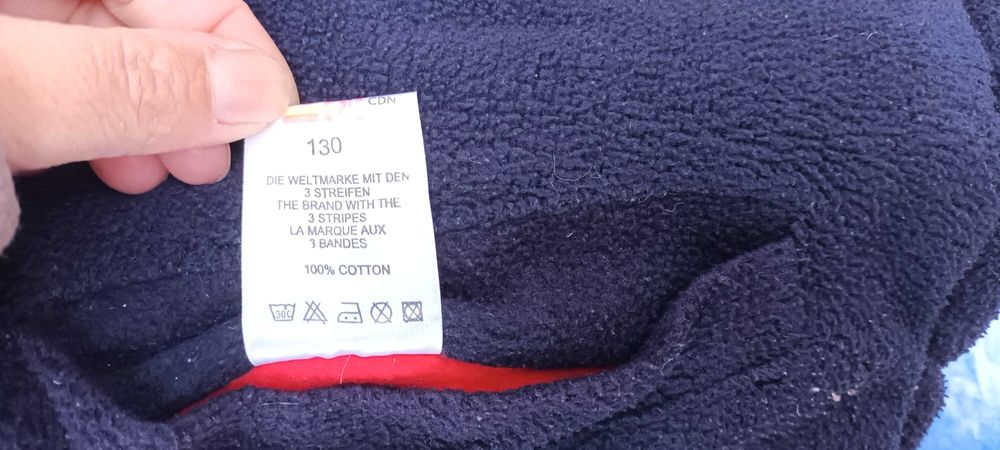 CDN
130
DIE WELTMARKE MIT DEN
3 STREIFEN
THE BRAND WITH THE
3 STRIPES
LA MARQUE AUX
3 BANDES
100% COTTON
30C